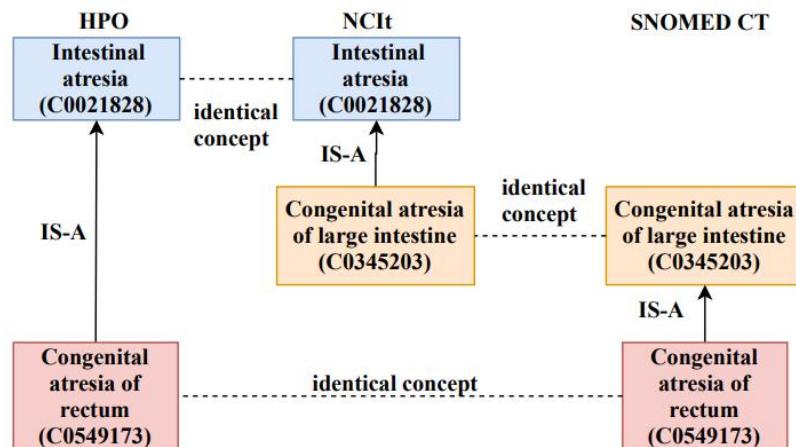 HPO
NCIt
SNOMED CT
Intestinal
atresia
(C0021828)
identical
concept
Intestinal
atresia
(C0021828)
IS-A
IS-A
Congenital atresia
of large intestine
(C0345203)
identical
concept
Congenital atresia
of large intestine
(C0345203)
IS-A
Congenital
atresia of
rectum
(C0549173)
identical concept
Congenital
atresia of
rectum
(C0549173)